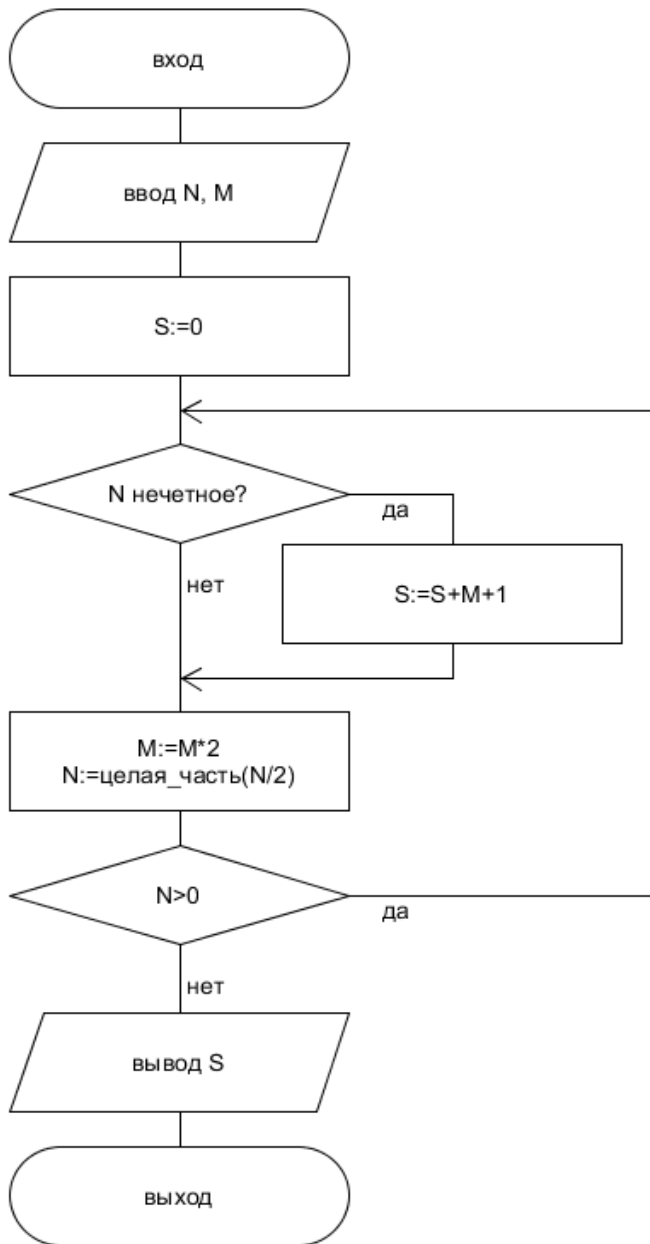 вход
ввод N, M
S:=0
N нечетное?
да
нет
S:=S+M+1
M:=M*2
N:=целая_часть(N/2)
N>0
да
нет
вывод S
выход